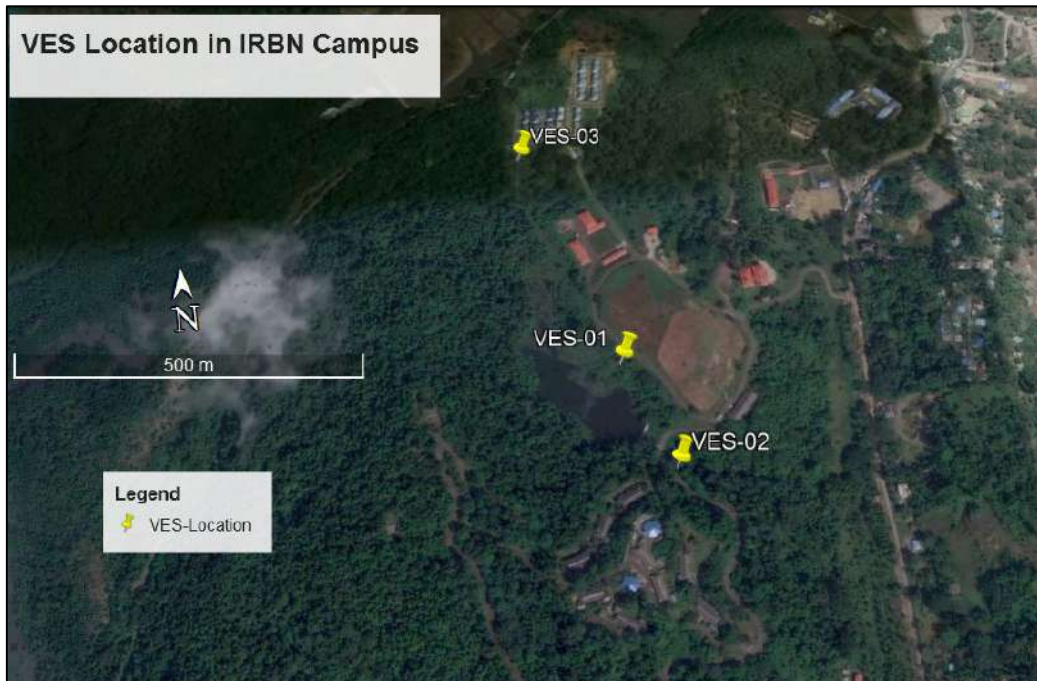 VES Location in IRBN Campus
VES-03
N
VES-01
500 m
VES-02
Legend
VES-Location